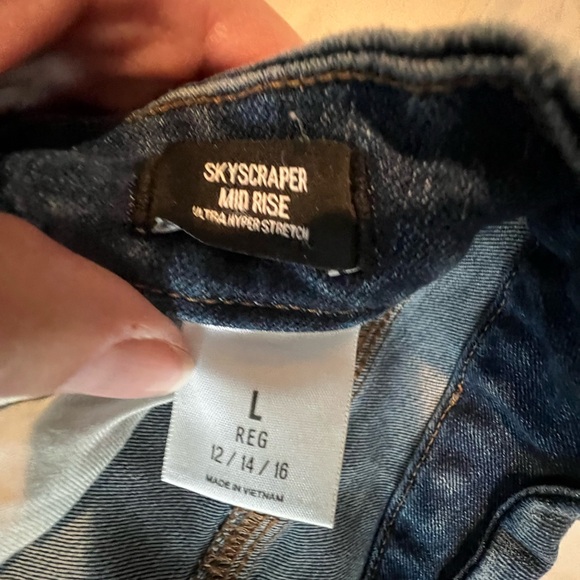 SKYSCRAPER
MID RISE
ULTRA HYPER STRETCH
L
REG
12 / 14 / 16
MADE IN VIETNAM